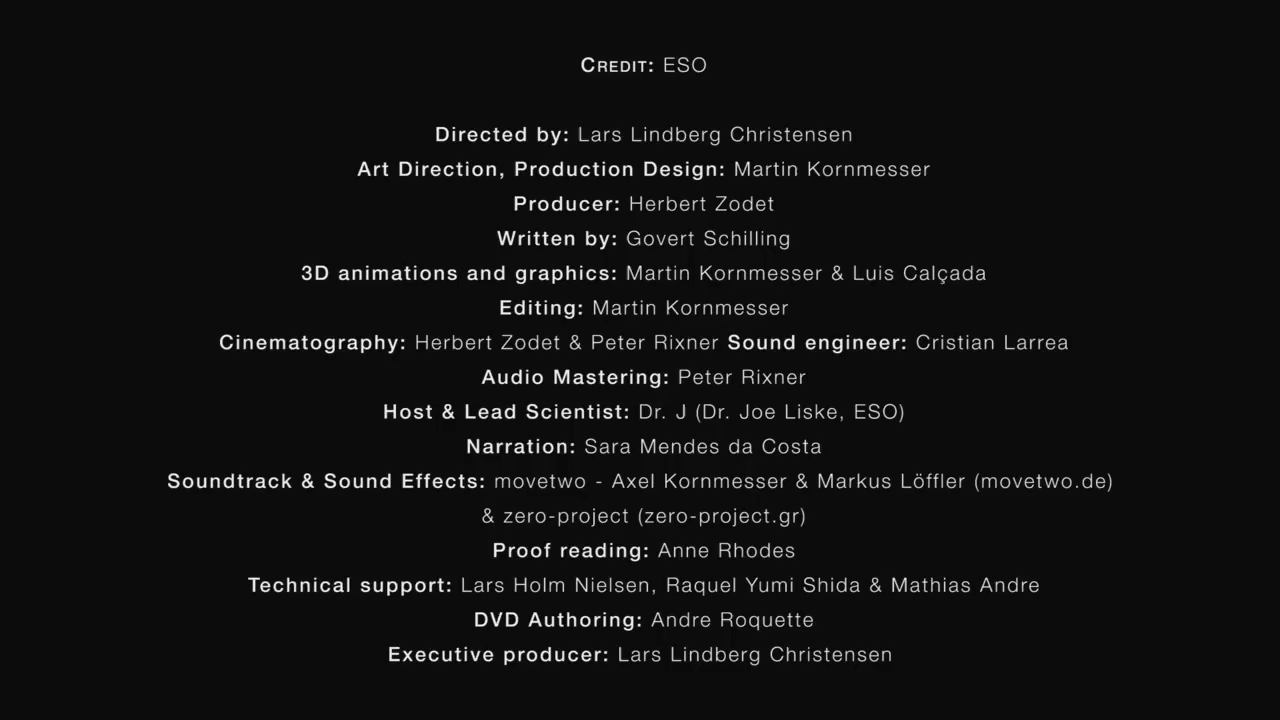 CREDIT: ESO
Directed by: Lars Lindberg Christensen
Art Direction, Production Design: Martin Kornmesser
Producer: Herbert Zodet
Written by: Govert Schilling
3D animations and graphics: Martin Kornmesser & Luis Calçada
Editing: Martin Kornmesser
Cinematography: Herbert Zodet & Peter Rixner Sound engineer: Cristian Larrea
Audio Mastering: Peter Rixner
Host & Lead Scientist: Dr. J (Dr. Joe Liske, ESO)
Narration: Sara Mendes da Costa
Soundtrack & Sound Effects: movetwo - Axel Kornmesser & Markus Löffler (movetwo.de)
& zero-project (zero-project.gr)
Proof reading: Anne Rhodes
Technical support: Lars Holm Nielsen, Raquel Yumi Shida & Mathias Andre
DVD Authoring: Andre Roquette
Executive producer: Lars Lindberg Christensen